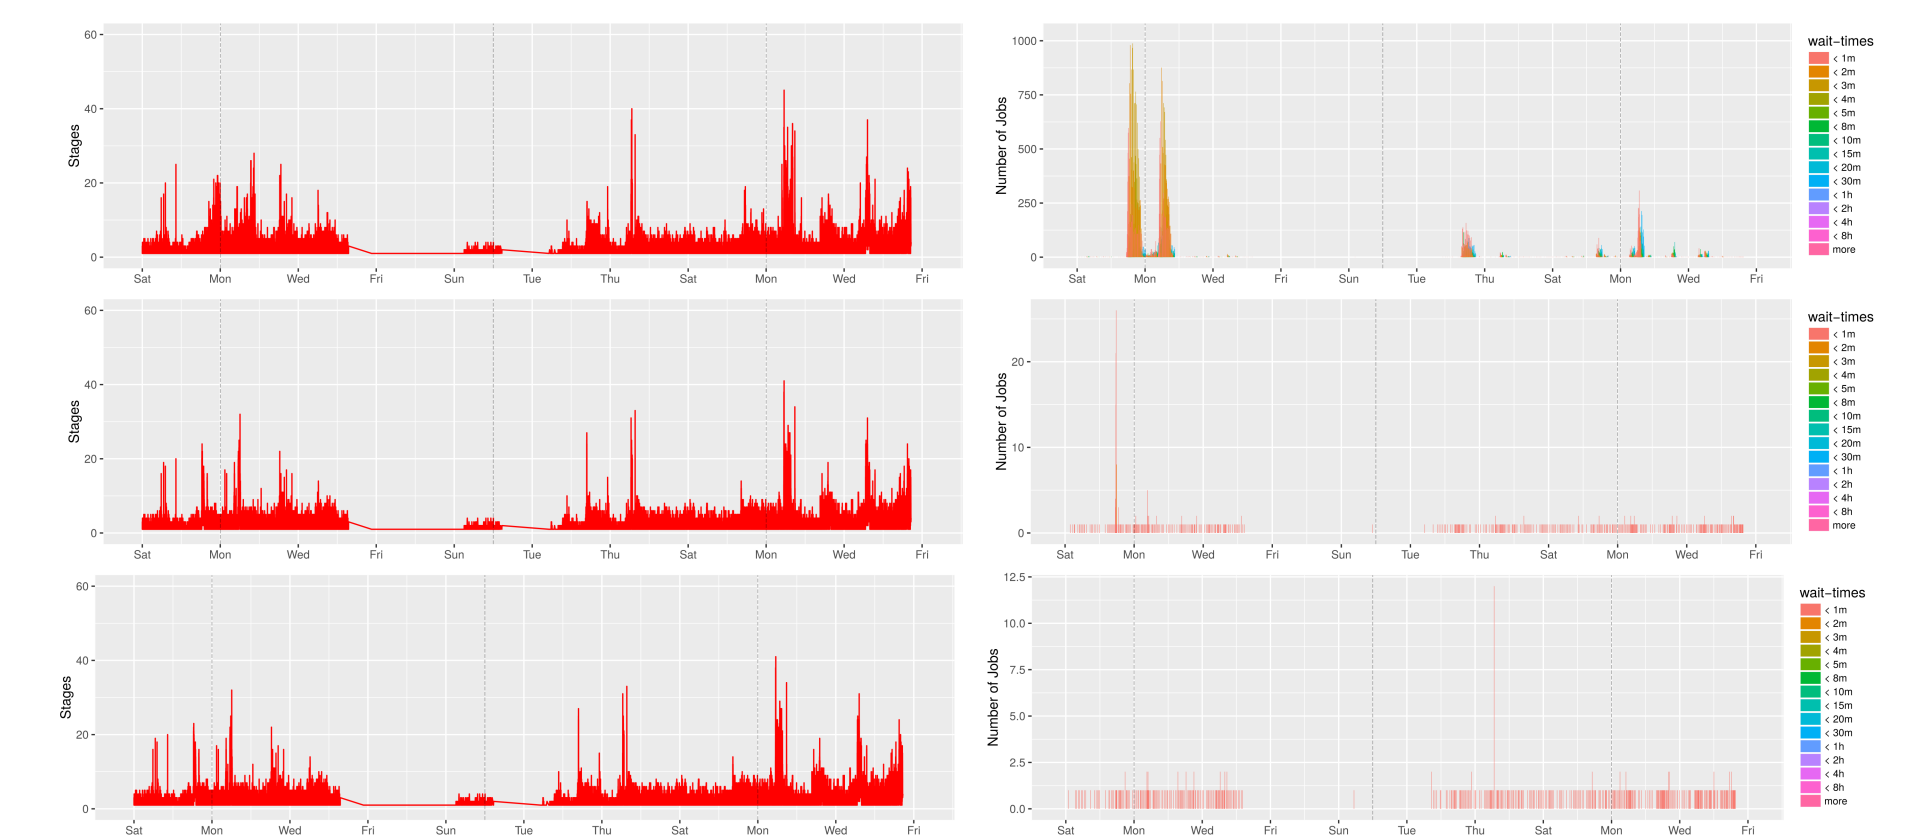 60
40
20
0
Stages
Sat Mon Wed Fri Sun Tue Thu Sat Mon Wed Fri
1000
750
500
250
0
Number of Jobs
Sat Mon Wed Fri Sun Tue Thu Sat Mon Wed Fri
wait−times
< 1m
< 2m
< 3m
< 4m
< 5m
< 8m
< 10m
< 15m
< 20m
< 30m
< 1h
< 2h
< 4h
< 8h
more
60
40
20
0
Stages
Sat Mon Wed Fri Sun Tue Thu Sat Mon Wed Fri
20
10
0
Number of Jobs
Sat Mon Wed Fri Sun Tue Thu Sat Mon Wed Fri
wait−times
< 1m
< 2m
< 3m
< 4m
< 5m
< 8m
< 10m
< 15m
< 20m
< 30m
< 1h
< 2h
< 4h
< 8h
more
60
40
20
0
Stages
Sat Mon Wed Fri Sun Tue Thu Sat Mon Wed Fri
12.5
10.0
7.5
5.0
2.5
0.0
Number of Jobs
Sat Mon Wed Fri Sun Tue Thu Sat Mon Wed Fri
wait−times
< 1m
< 2m
< 3m
< 4m
< 5m
< 8m
< 10m
< 15m
< 20m
< 30m
< 1h
< 2h
< 4h
< 8h
more